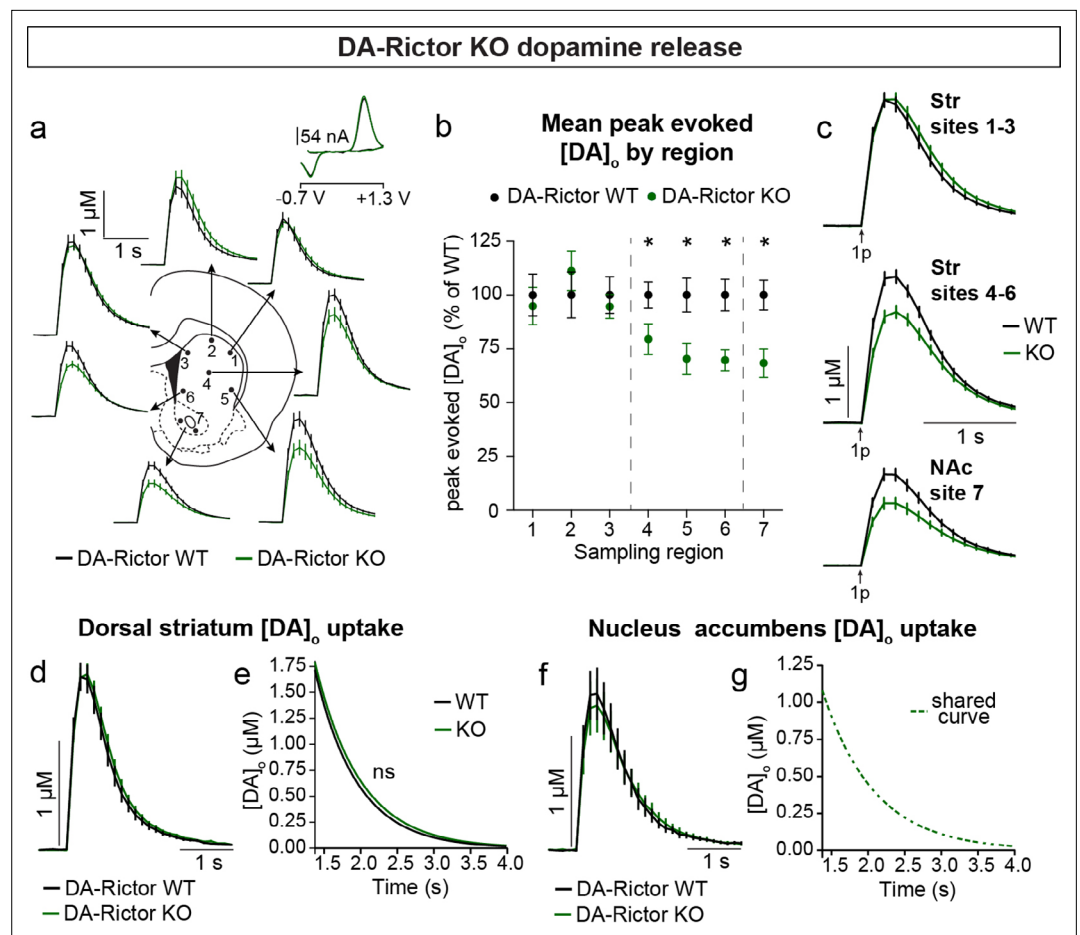 DA-Rictor KO dopamine release
a
54 nA
-0.7 V
+1.3 V
1 µM
1 s
1
2
3
4
5
6
7
DA-Rictor WT
DA-Rictor KO
b
Mean peak evoked
[DA]ₒ by region
DA-Rictor WT
DA-Rictor KO
peak evoked [DA]ₒ (% of WT)
125
100
75
50
25
0
* * * *
1 2 3 4 5 6 7
Sampling region
c
Str
sites 1-3
1p
Str
sites 4-6
WT
KO
1 µM
1 s
1p
NAc
site 7
1p
Dorsal striatum [DA]ₒ uptake
d
1 µM
1 s
DA-Rictor WT
DA-Rictor KO
e
[DA]ₒ (µM)
1.75
1.50
1.25
1.00
0.75
0.50
0.25
0.00
WT
KO
ns
1.5 2.0 2.5 3.0 3.5 4.0
Time (s)
Nucleus accumbens [DA]ₒ uptake
f
1 µM
1 s
DA-Rictor WT
DA-Rictor KO
g
[DA]ₒ (µM)
1.25
1.00
0.75
0.50
0.25
0.00
shared
curve
1.5 2.0 2.5 3.0 3.5 4.0
Time (s)